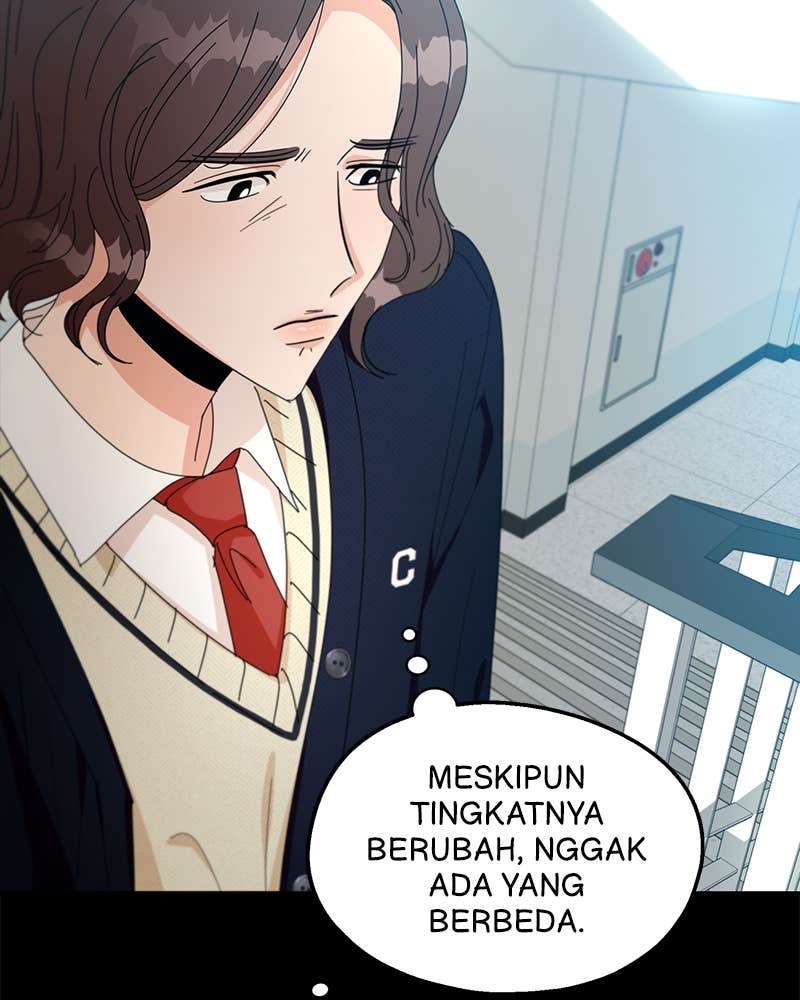 C
MESKIPUN
TINGKATNYA
BERUBAH, NGGAK
ADA YANG
BERBEDA.